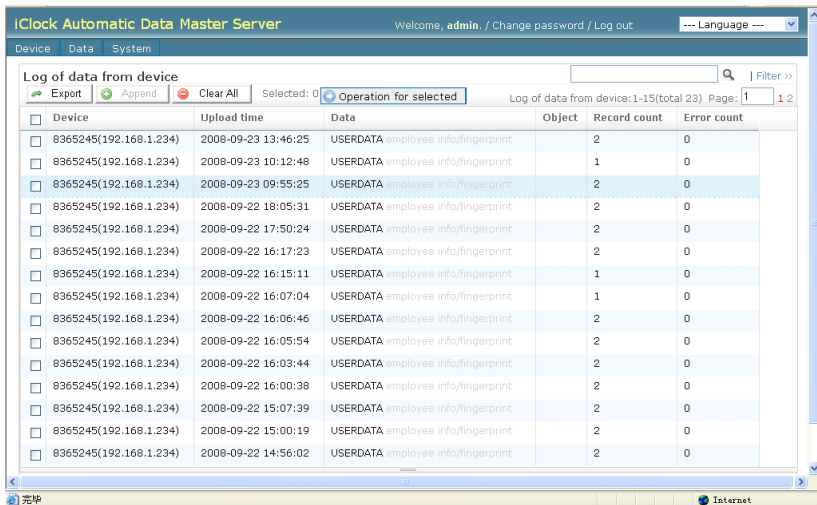 iClock Automatic Data Master Server Welcome, admin. / Change password / Log out --- Language ---
Device Data System
Log of data from device | Filter >>
Export Append Clear All Selected: 0 Operation for selected Log of data from device:1-15(total 23) Page: 1 1 2
Device Upload time Data Object Record count Error count
8365245(192.168.1.234) 2008-09-23 13:46:25 USERDATA employee info/fingerprint 2 0
8365245(192.168.1.234) 2008-09-23 10:12:48 USERDATA employee info/fingerprint 1 0
8365245(192.168.1.234) 2008-09-23 09:55:25 USERDATA employee info/fingerprint 2 0
8365245(192.168.1.234) 2008-09-22 18:05:31 USERDATA employee info/fingerprint 2 0
8365245(192.168.1.234) 2008-09-22 17:50:24 USERDATA employee info/fingerprint 2 0
8365245(192.168.1.234) 2008-09-22 16:17:23 USERDATA employee info/fingerprint 2 0
8365245(192.168.1.234) 2008-09-22 16:15:11 USERDATA employee info/fingerprint 1 0
8365245(192.168.1.234) 2008-09-22 16:07:04 USERDATA employee info/fingerprint 1 0
8365245(192.168.1.234) 2008-09-22 16:06:46 USERDATA employee info/fingerprint 2 0
8365245(192.168.1.234) 2008-09-22 16:05:54 USERDATA employee info/fingerprint 2 0
8365245(192.168.1.234) 2008-09-22 16:03:44 USERDATA employee info/fingerprint 2 0
8365245(192.168.1.234) 2008-09-22 16:00:38 USERDATA employee info/fingerprint 2 0
8365245(192.168.1.234) 2008-09-22 15:07:39 USERDATA employee info/fingerprint 2 0
8365245(192.168.1.234) 2008-09-22 15:00:19 USERDATA employee info/fingerprint 2 0
8365245(192.168.1.234) 2008-09-22 14:56:02 USERDATA employee info/fingerprint 2 0
完毕 Internet